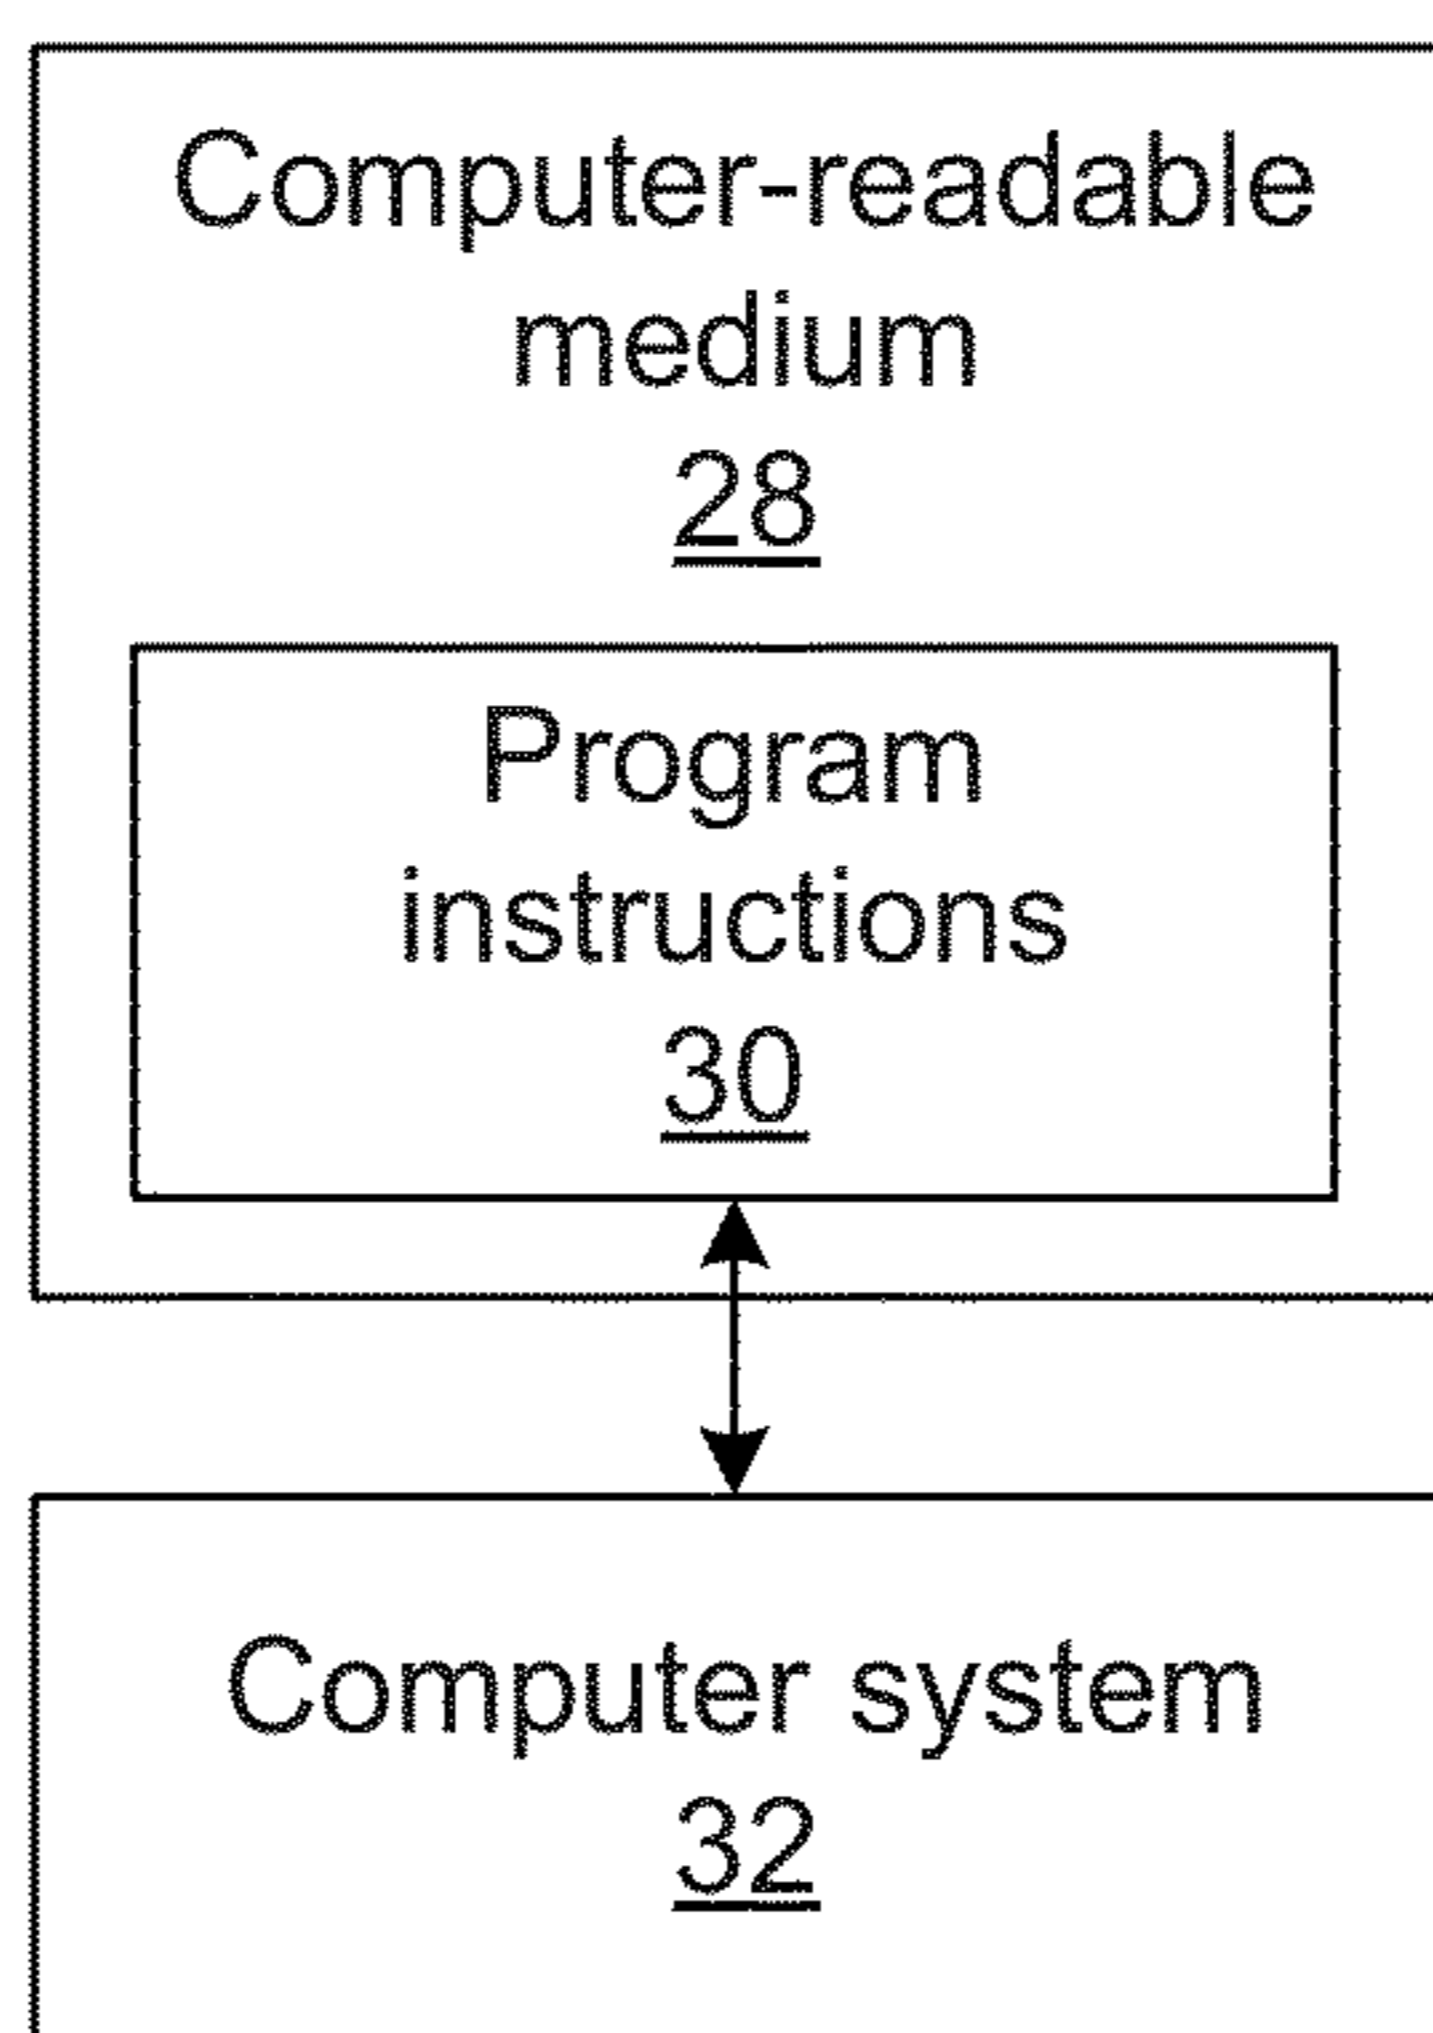 Computer-readable
medium
28
Program
instructions
30
Computer system
32